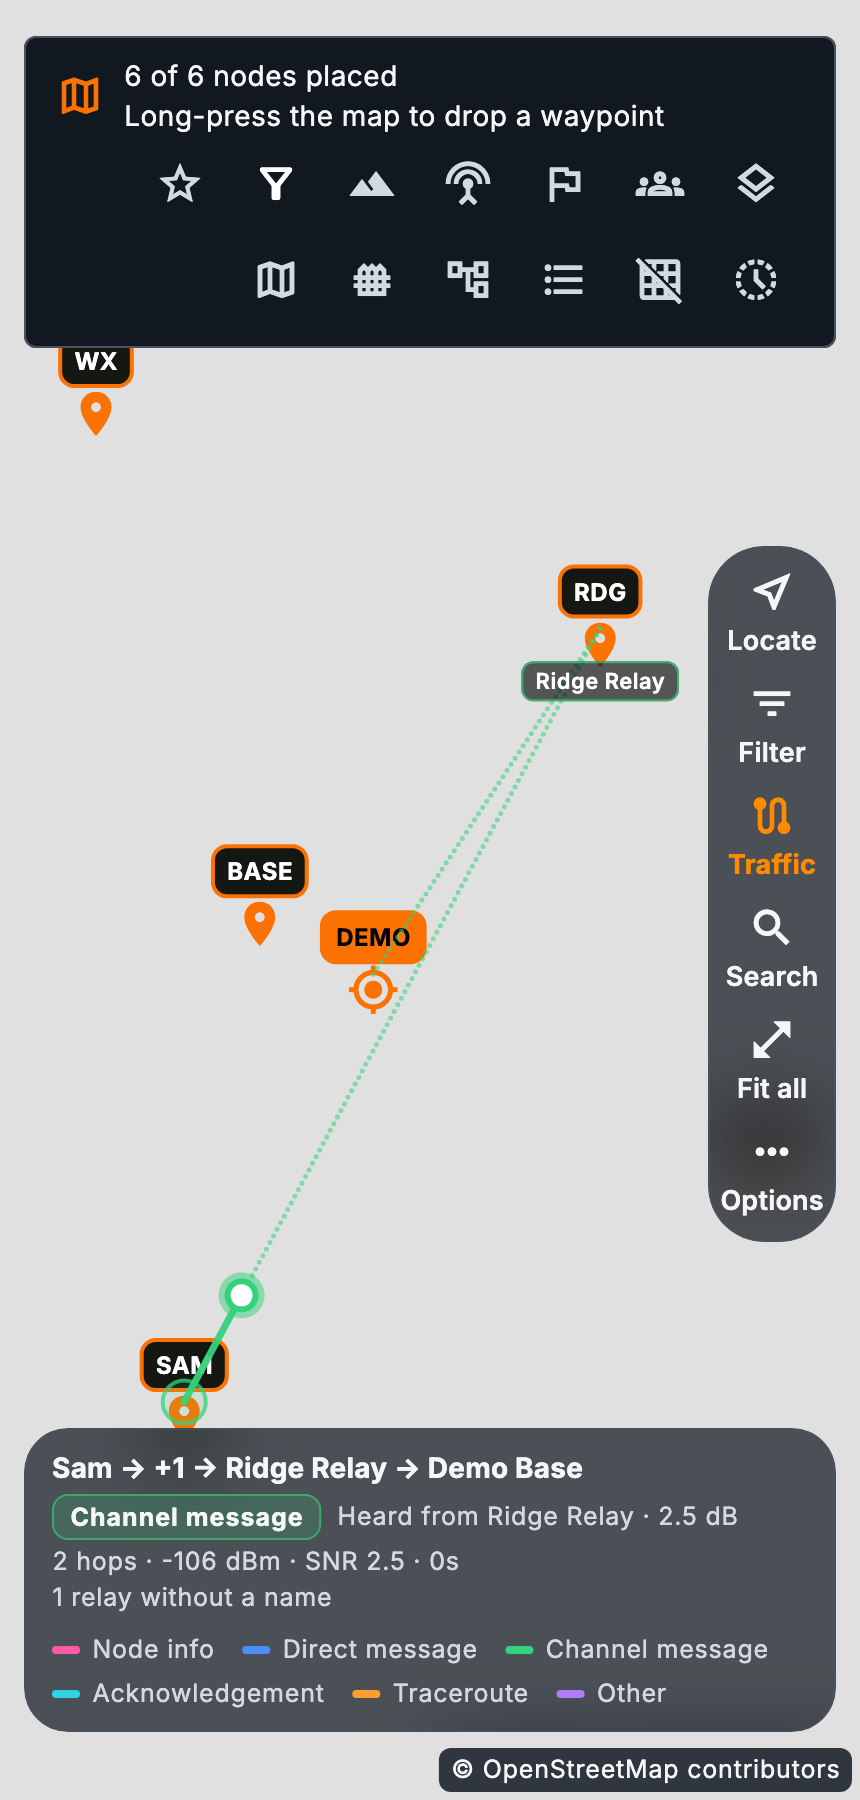 6 of 6 nodes placed
Long-press the map to drop a waypoint
WX
RDG
Ridge Relay
Locate
Filter
Traffic
Search
Fit all
Options
BASE
DEMO
SAM
Sam → +1 → Ridge Relay → Demo Base
Channel message Heard from Ridge Relay · 2.5 dB
2 hops · -106 dBm · SNR 2.5 · 0s
1 relay without a name
Node info Direct message Channel message
Acknowledgement Traceroute Other
© OpenStreetMap contributors